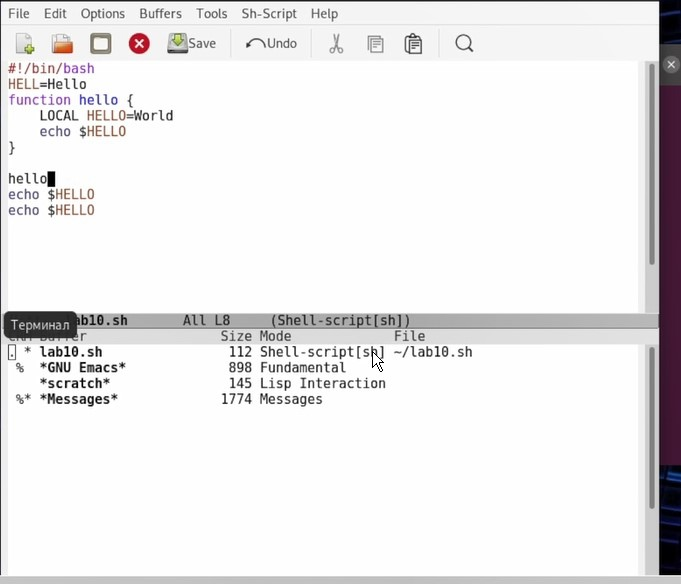 File Edit Options Buffers Tools Sh-Script Help
Save Undo
#!/bin/bash
HELL=Hello
function hello {
    LOCAL HELLO=World
    echo $HELLO
}
hello
echo $HELLO
echo $HELLO
Терминал
lab10.sh All L8 (Shell-script[sh])
Buffer Size Mode File
. * lab10.sh 112 Shell-script[sh] ~/lab10.sh
% *GNU Emacs* 898 Fundamental
*scratch* 145 Lisp Interaction
%* *Messages* 1774 Messages